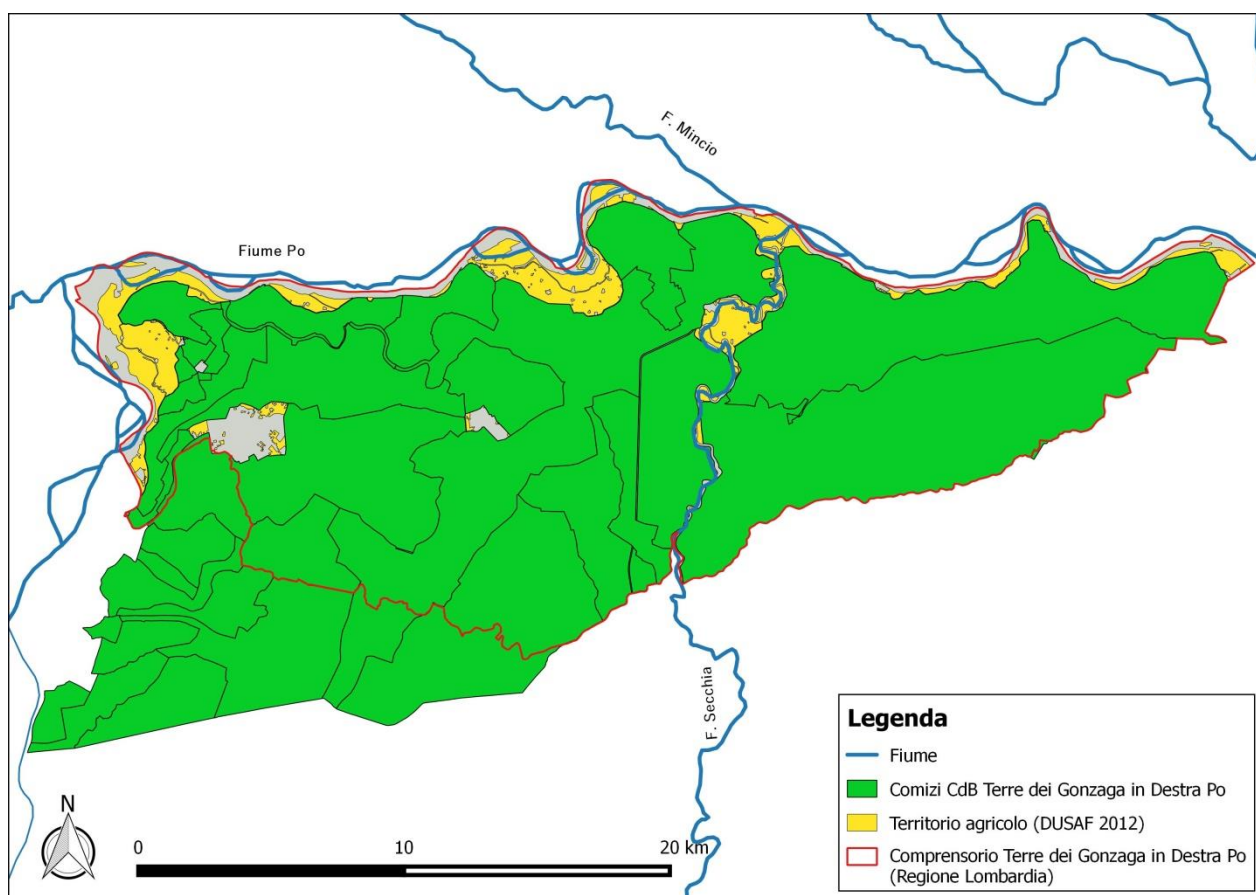 F. Mincio
Fiume Po
F. Secchia
N
0 10 20 km
Legenda
Fiume
Comizi CdB Terre dei Gonzaga in Destra Po
Territorio agricolo (DUSAF 2012)
Comprensorio Terre dei Gonzaga in Destra Po
(Regione Lombardia)